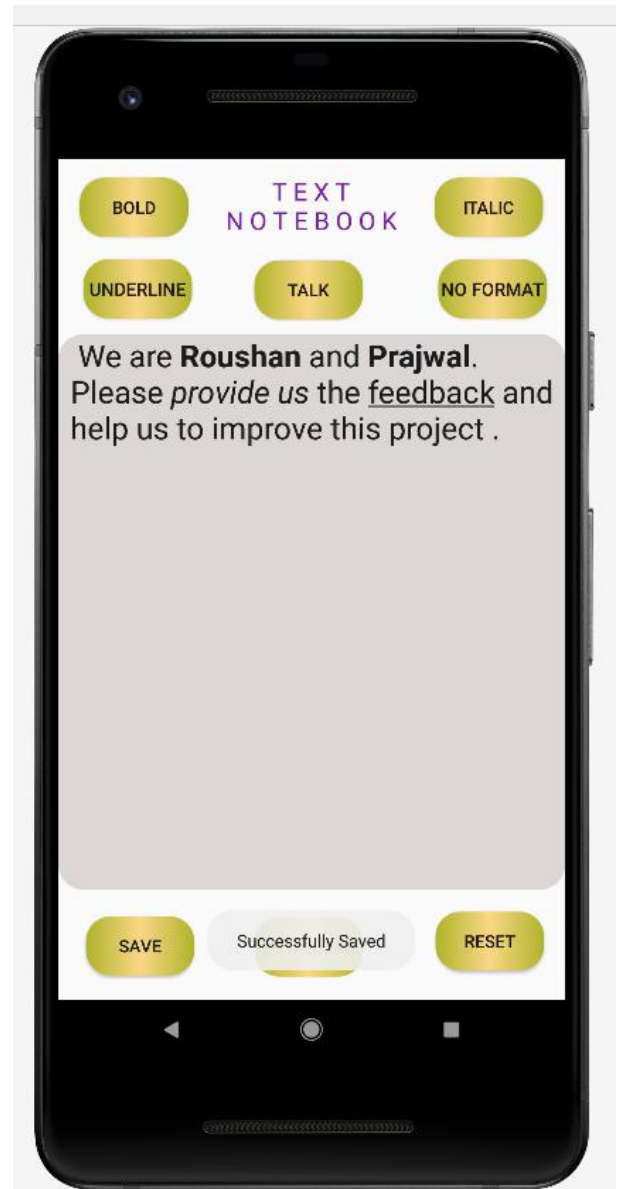 BOLD
TEXT
NOTEBOOK
ITALIC
UNDERLINE
TALK
NO FORMAT
We are Roushan and Prajwal.
Please provide us the feedback and
help us to improve this project .
SAVE
Successfully Saved
RESET